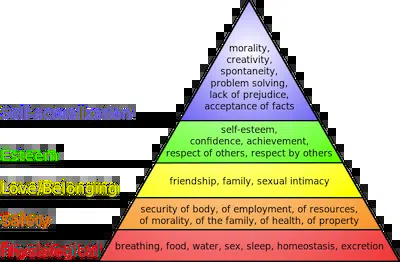 morality,
creativity,
spontaneity,
problem solving,
lack of prejudice,
acceptance of facts
Self-actualization
self-esteem,
confidence, achievement,
respect of others, respect by others
Esteem
friendship, family, sexual intimacy
Love/Belonging
security of body, of employment, of resources,
of morality, of the family, of health, of property
Safety
breathing, food, water, sex, sleep, homeostasis, excretion
Physiological